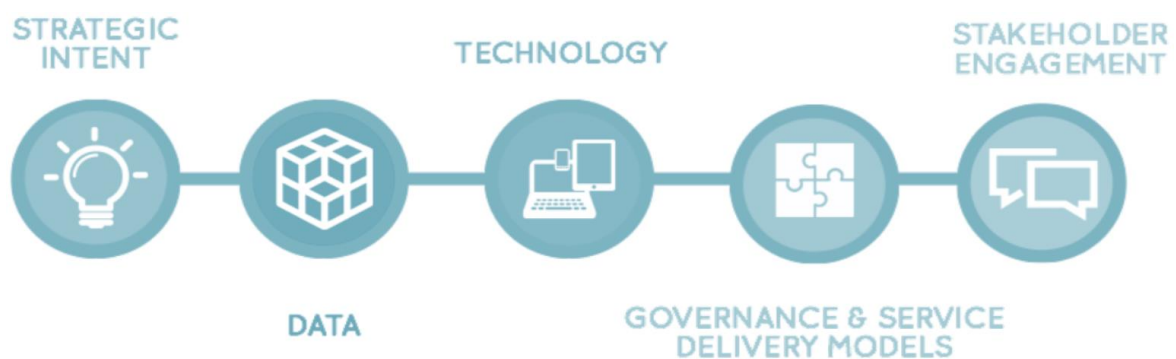 STRATEGIC
INTENT
DATA
TECHNOLOGY
GOVERNANCE & SERVICE
DELIVERY MODELS
STAKEHOLDER
ENGAGEMENT